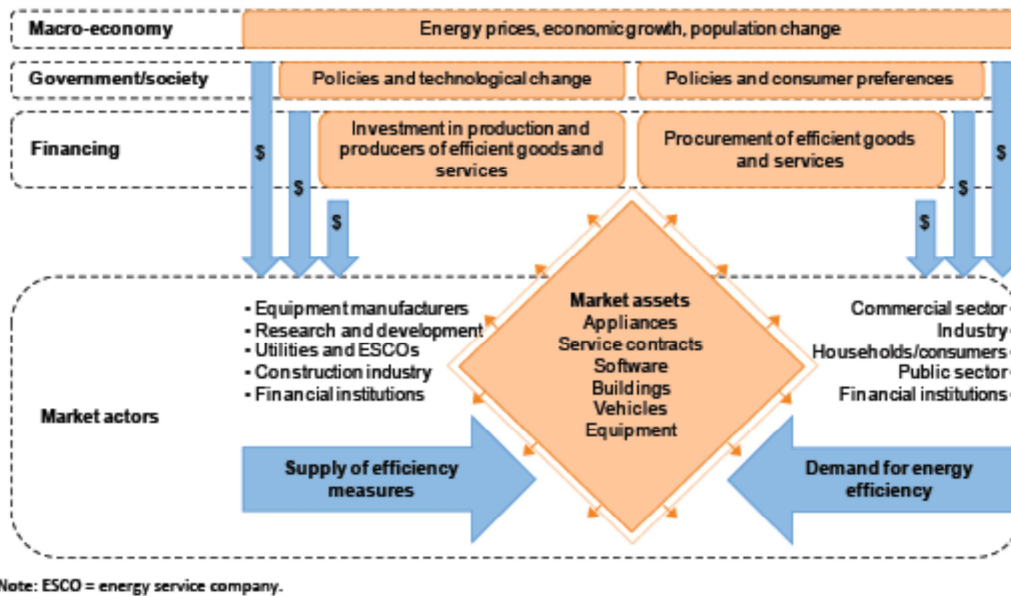 Macro-economy
Energy prices, economic growth, population change
Government/society
Policies and technological change
Policies and consumer preferences
Financing
Investment in production and
producers of efficient goods and
services
Procurement of efficient goods
and services
$
$
$
$
$
$
Market actors
- Equipment manufacturers
- Research and development
- Utilities and ESCOs
- Construction industry
- Financial institutions
Market assets
Appliances
Service contracts
Software
Buildings
Vehicles
Equipment
Commercial sector -
Industry -
Households/consumers -
Public sector -
Financial institutions -
Supply of efficiency
measures
Demand for energy
efficiency
Note: ESCO = energy service company.